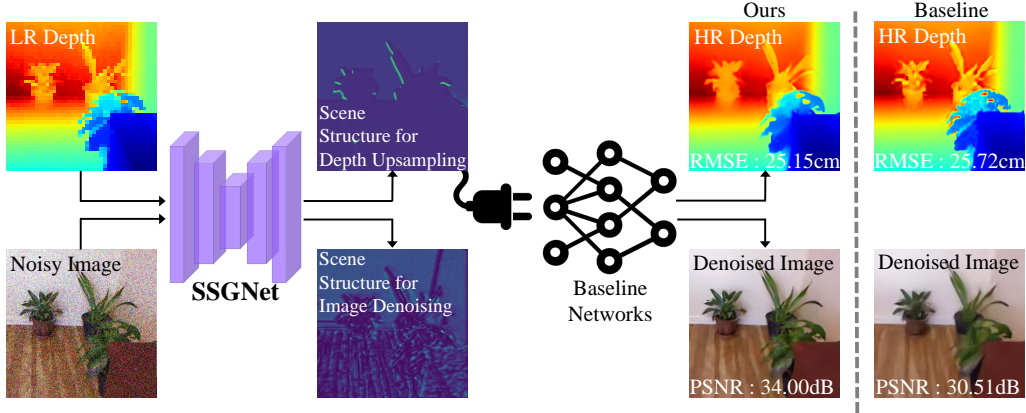 Ours
Baseline
LR Depth
Scene
Structure for
Depth Upsampling
HR Depth
RMSE : 25.15cm
HR Depth
RMSE : 25.72cm
SSGNet
Noisy Image
Scene
Structure for
Image Denoising
Baseline
Networks
Denoised Image
PSNR : 34.00dB
Denoised Image
PSNR : 30.51dB